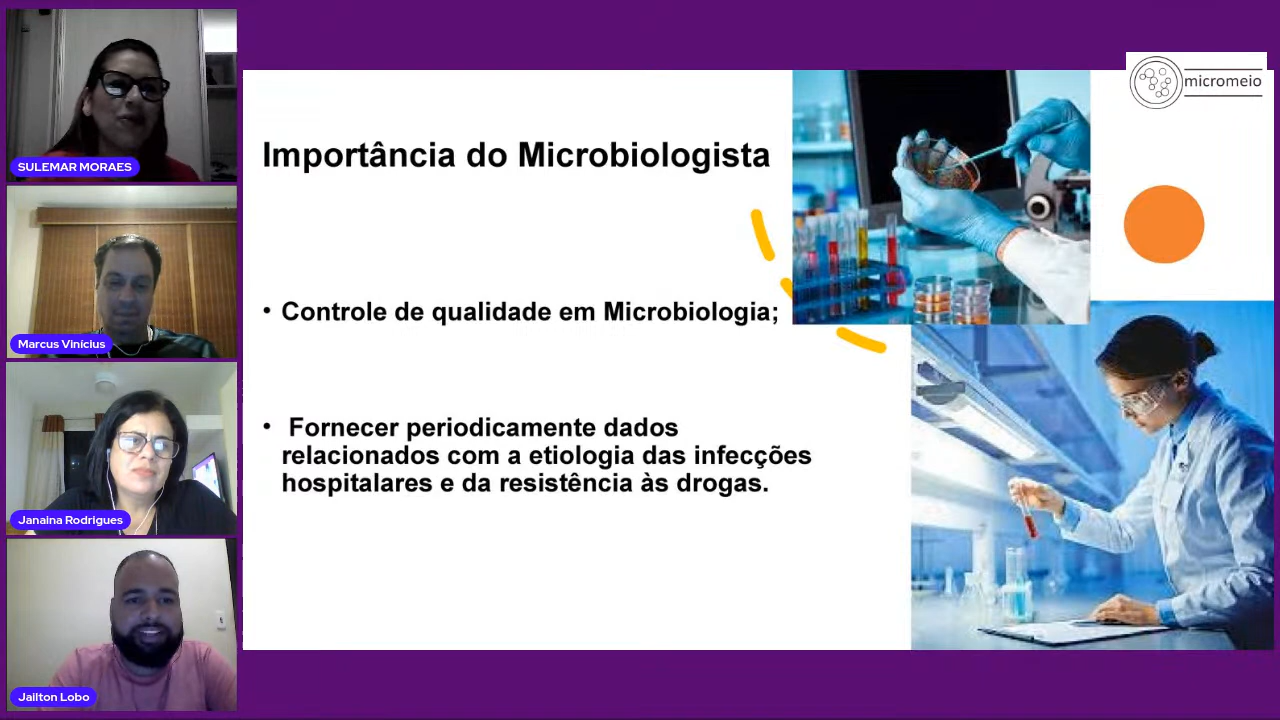 SULEMAR MORAES
Marcus Vinícius
Janaina Rodrigues
Jailton Lobo
micromeio
Importância do Microbiologista
• Controle de qualidade em Microbiologia;
• Fornecer periodicamente dados
relacionados com a etiologia das infecções
hospitalares e da resistência às drogas.